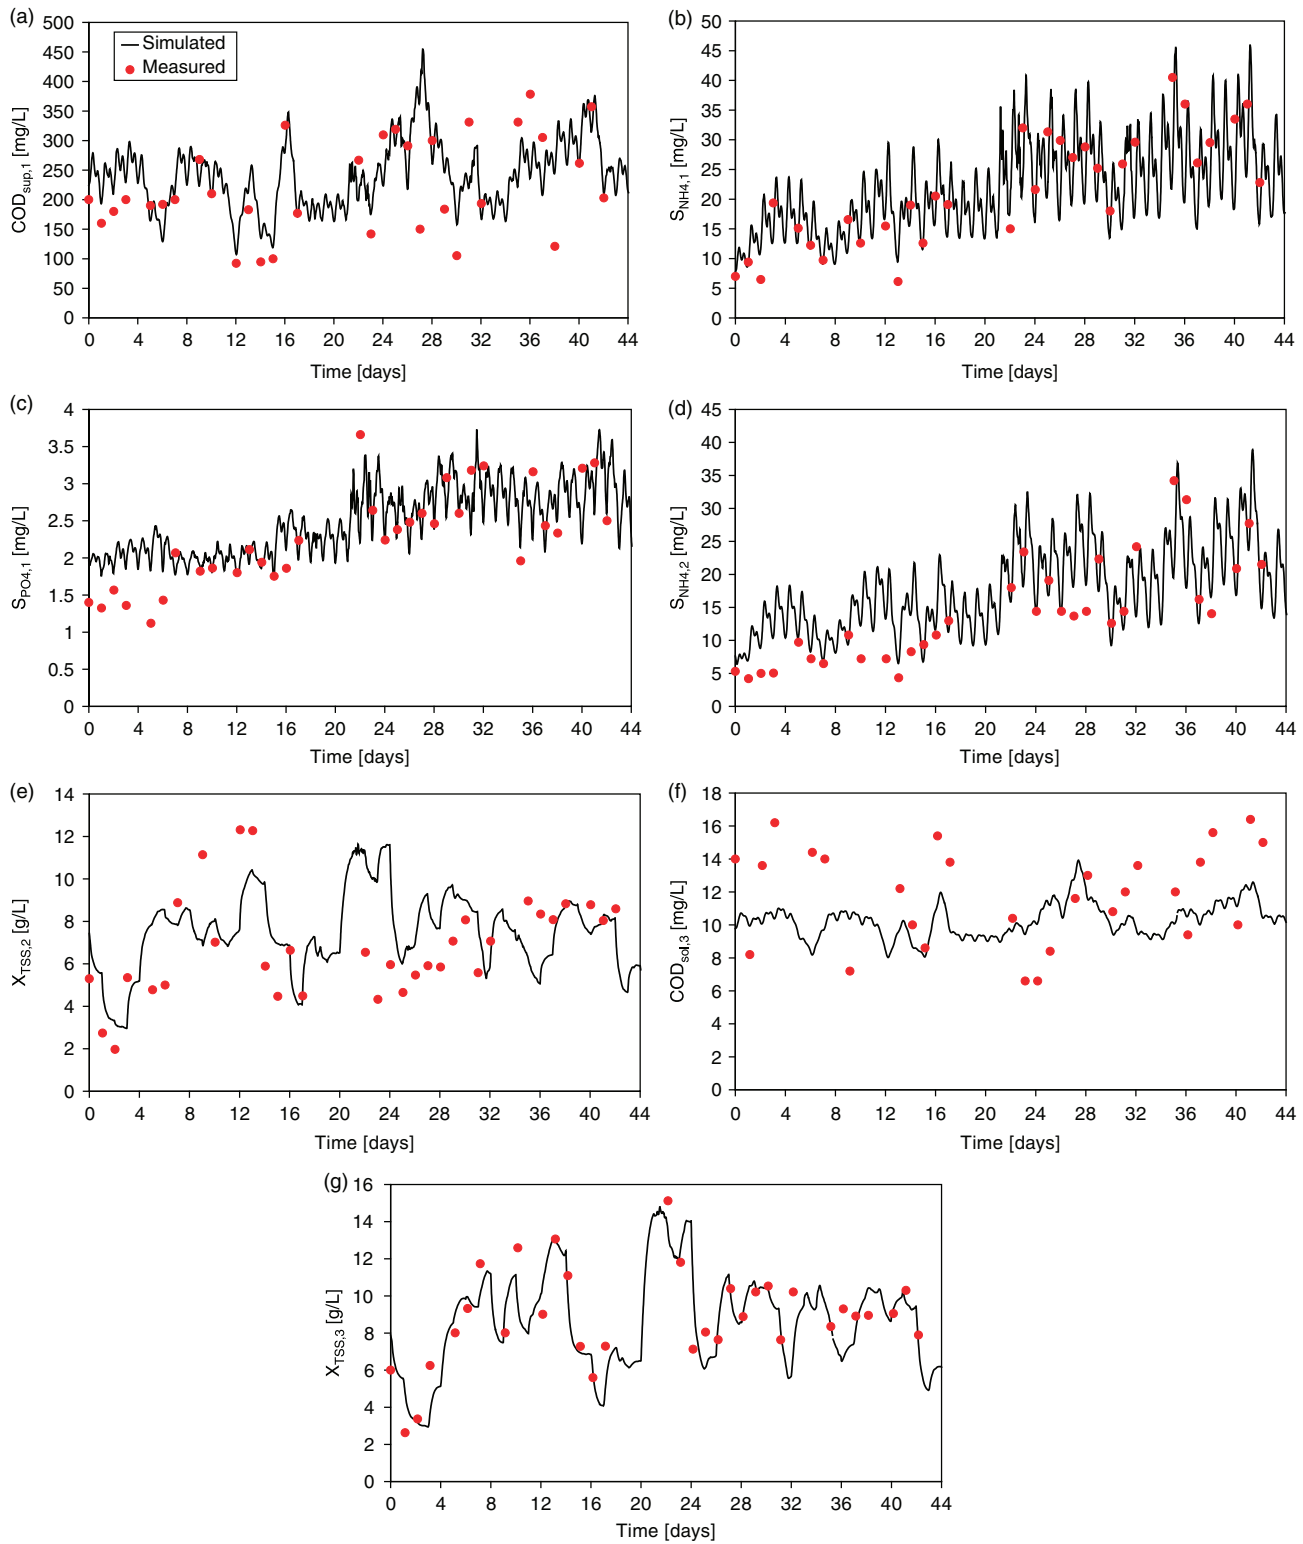 (a)
500
450
400
350
300
250
200
150
100
50
0
COD_sup,1 [mg/L]
Simulated
Measured
0 4 8 12 16 20 24 28 32 36 40 44
Time [days]
(b)
50
45
40
35
30
25
20
15
10
5
0
S_NH4,1 [mg/L]
0 4 8 12 16 20 24 28 32 36 40 44
Time [days]
(c)
4
3.5
3
2.5
2
1.5
1
0.5
0
S_PO4,1 [mg/L]
0 4 8 12 16 20 24 28 32 36 40 44
Time [days]
(d)
45
40
35
30
25
20
15
10
5
0
S_NH4,2 [mg/L]
0 4 8 12 16 20 24 28 32 36 40 44
Time [days]
(e)
14
12
10
8
6
4
2
0
X_TSS,2 [g/L]
0 4 8 12 16 20 24 28 32 36 40 44
Time [days]
(f)
18
16
14
12
10
8
6
4
2
0
COD_sol,3 [mg/L]
0 4 8 12 16 20 24 28 32 36 40 44
Time [days]
(g)
16
14
12
10
8
6
4
2
0
X_TSS,3 [g/L]
0 4 8 12 16 20 24 28 32 36 40 44
Time [days]